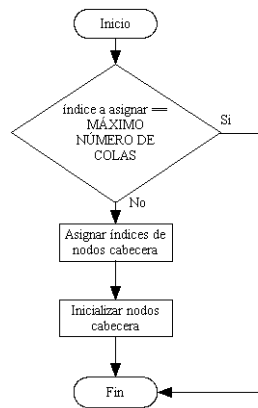 Inicio
índice a asignar ==
MÁXIMO
NÚMERO DE
COLAS
Si
No
Asignar índices de
nodos cabecera
Inicializar nodos
cabecera
Fin